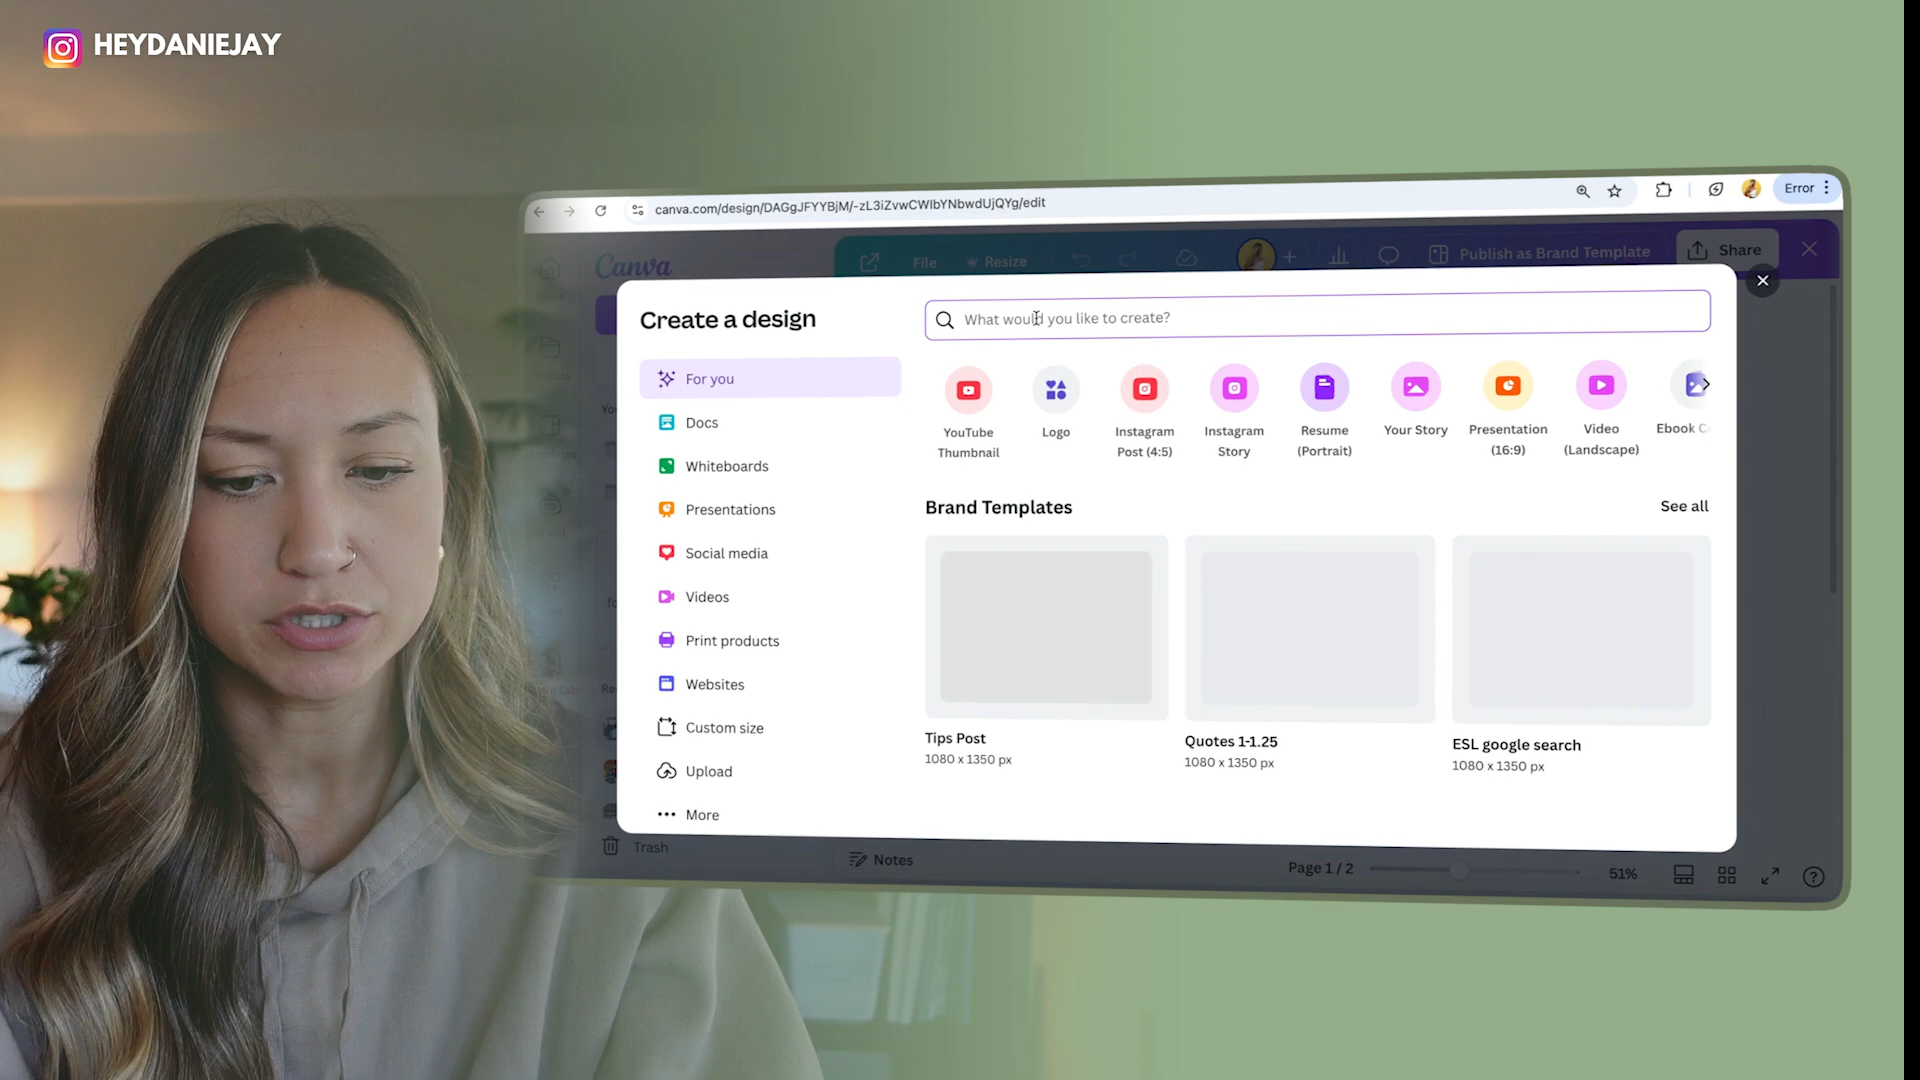 HEYDANIEJAY
canva.com/design/DAGgJFYYBjM/-zL3iZvwCWIbYNbwdUjQYg/edit
Error
Canva
File
Resize
Publish as Brand Template
Share
Create a design
What would you like to create?
For you
Docs
Whiteboards
Presentations
Social media
Videos
Print products
Websites
Custom size
Upload
More
YouTube
Thumbnail
Logo
Instagram
Post (4:5)
Instagram
Story
Resume
(Portrait)
Your Story
Presentation
(16:9)
Video
(Landscape)
Ebook
Brand Templates
See all
Tips Post
1080 x 1350 px
Quotes 1-1.25
1080 x 1350 px
ESL google search
1080 x 1350 px
Trash
Notes
Page 1 / 2
51%